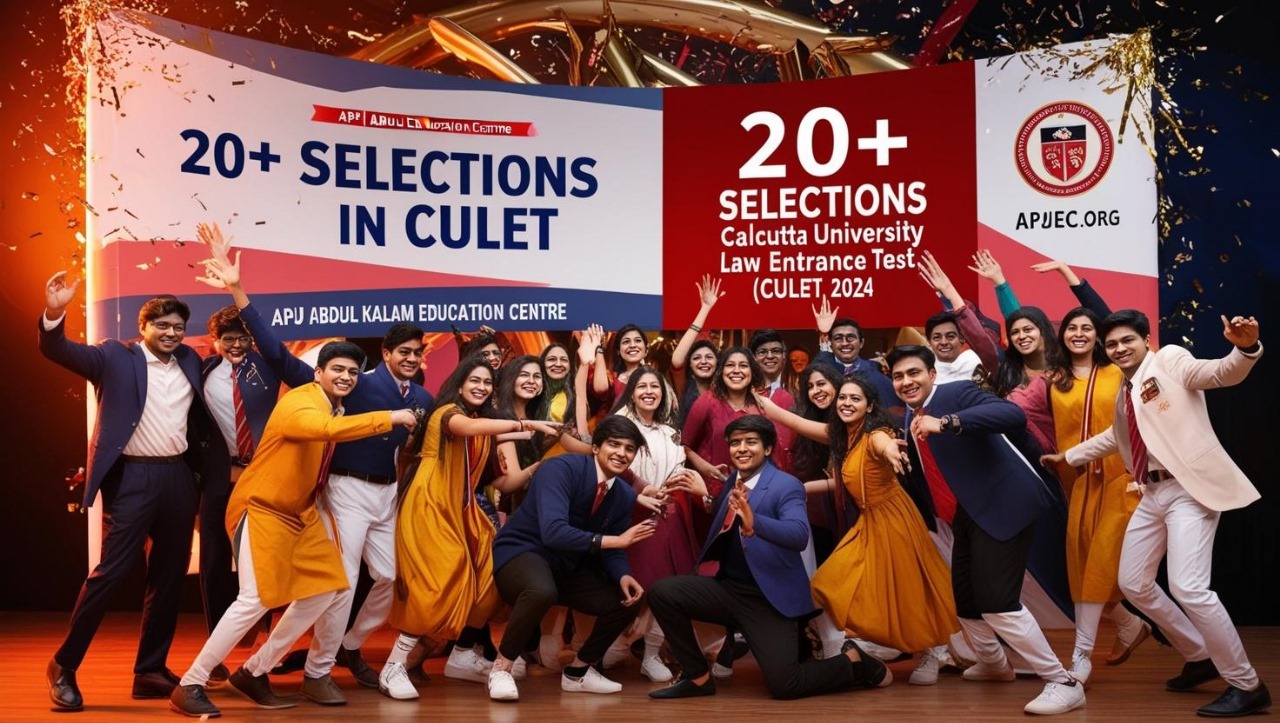 20+ SELECTIONS
IN CULET
APU ABDUL KALAM EDUCATION CENTRE
20+
SELECTIONS
Calcutta University
Law Entrance Test
(CULET, 2024
APJEC.ORG